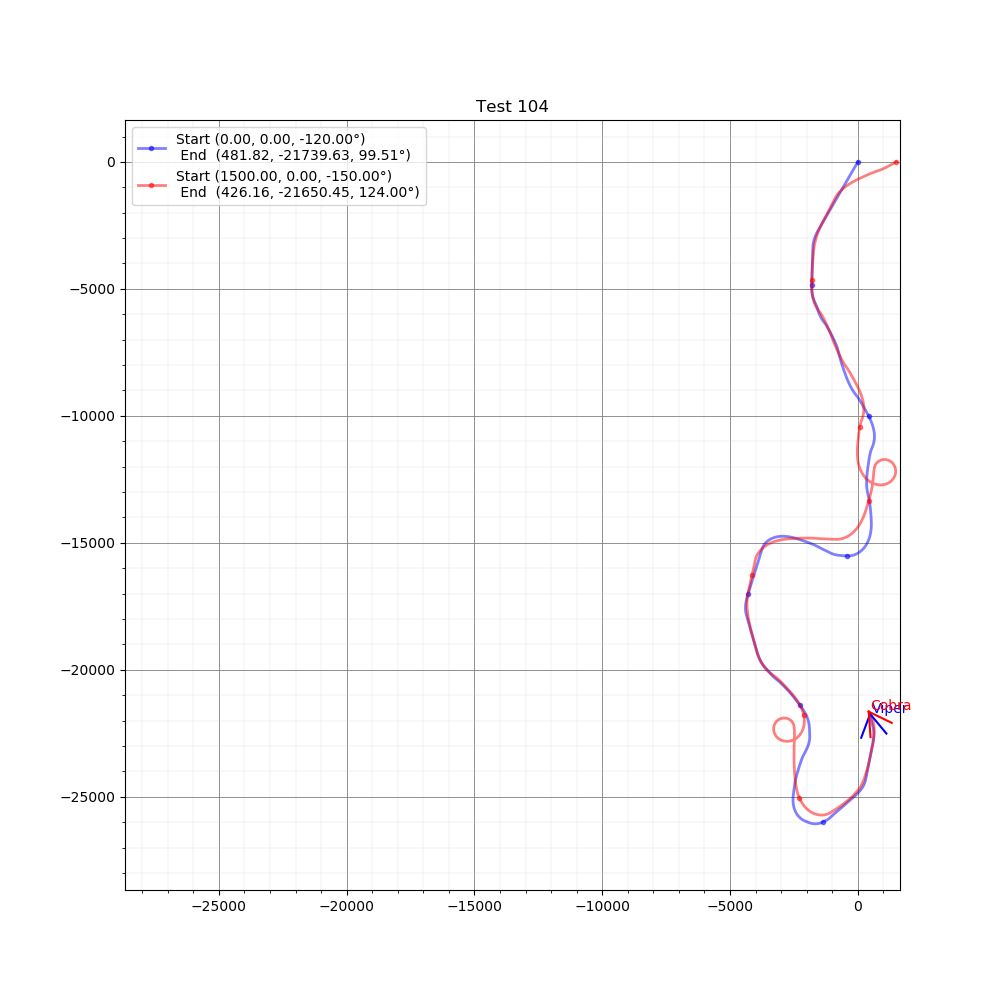 Test 104
Start (0.00, 0.00, -120.00°)
End (481.82, -21739.63, 99.51°)
Start (1500.00, 0.00, -150.00°)
End (426.16, -21650.45, 124.00°)
0
−5000
−10000
−15000
−20000
−25000
Cobra
Viper
−25000 −20000 −15000 −10000 −5000 0